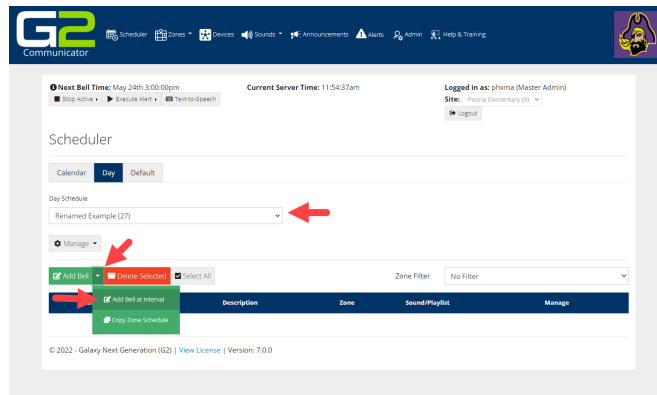 G2
Communicator
Scheduler Zones Devices Sounds Announcements Alerts Admin Help & Training
Next Bell Time: May 24th 3:00:00pm Current Server Time: 11:54:37am Logged in as: phxma (Master Admin)
Stop Active Execute Alert Text-to-Speech Site: Peoria Elementary (9)
Logout
Scheduler
Calendar Day Default
Day Schedule
Renamed Example (27)
Manage
Add Bell Delete Selected Select All Zone Filter No Filter
Add Bell at Interval Description Zone Sound/Playlist Manage
Copy Zone Schedule
© 2022 - Galaxy Next Generation (G2) | View License | Version: 7.0.0